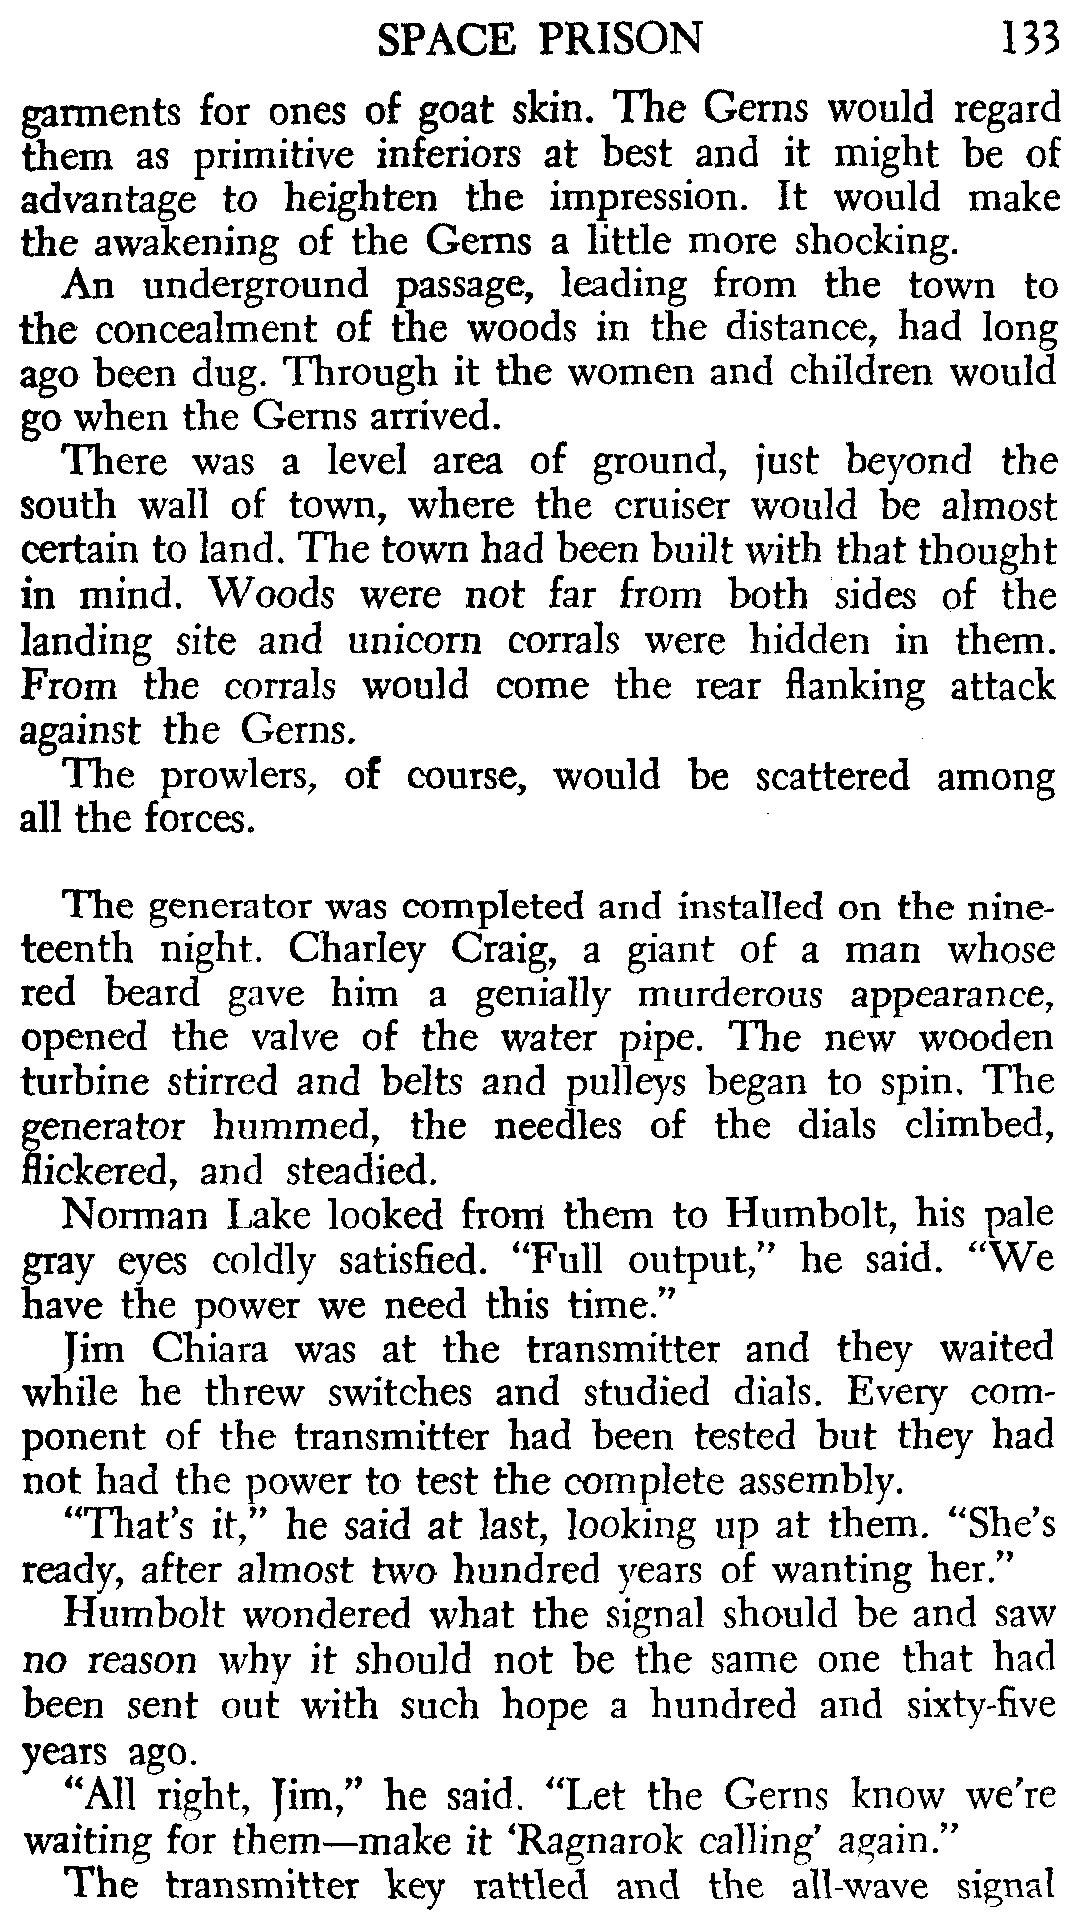 SPACE PRISON 133
garments for ones of goat skin. The Gerns would regard
them as primitive inferiors at best and it might be of
advantage to heighten the impression. It would make
the awakening of the Gerns a little more shocking.
An underground passage, leading from the town to
the concealment of the woods in the distance, had long
ago been dug. Through it the women and children would
go when the Gerns arrived.
There was a level area of ground, just beyond the
south wall of town, where the cruiser would be almost
certain to land. The town had been built with that thought
in mind. Woods were not far from both sides of the
landing site and unicorn corrals were hidden in them.
From the corrals would come the rear flanking attack
against the Gerns.
The prowlers, of course, would be scattered among
all the forces.
The generator was completed and installed on the nine-
teenth night. Charley Craig, a giant of a man whose
red beard gave him a genially murderous appearance,
opened the valve of the water pipe. The new wooden
turbine stirred and belts and pulleys began to spin. The
generator hummed, the needles of the dials climbed,
flickered, and steadied.
Norman Lake looked from them to Humbolt, his pale
gray eyes coldly satisfied. “Full output,” he said. “We
have the power we need this time.”
Jim Chiara was at the transmitter and they waited
while he threw switches and studied dials. Every com-
ponent of the transmitter had been tested but they had
not had the power to test the complete assembly.
“That’s it,” he said at last, looking up at them. “She’s
ready, after almost two hundred years of wanting her.”
Humbolt wondered what the signal should be and saw
no reason why it should not be the same one that had
been sent out with such hope a hundred and sixty-five
years ago.
“All right, Jim,” he said. “Let the Gerns know we’re
waiting for them—make it ‘Ragnarok calling’ again.”
The transmitter key rattled and the all-wave signal